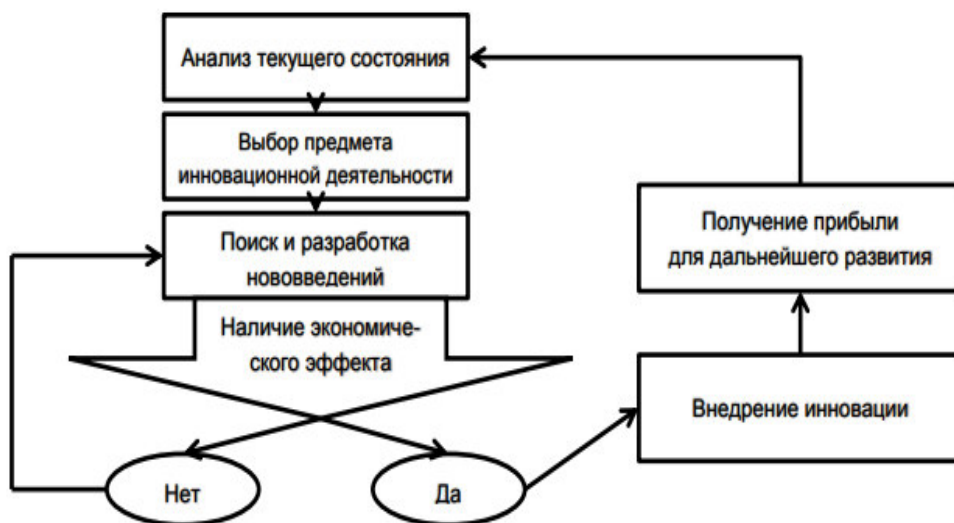 Анализ текущего состояния
Выбор предмета
инновационной деятельности
Поиск и разработка
нововведений
Наличие экономиче-
ского эффекта
Нет
Да
Внедрение инновации
Получение прибыли
для дальнейшего развития